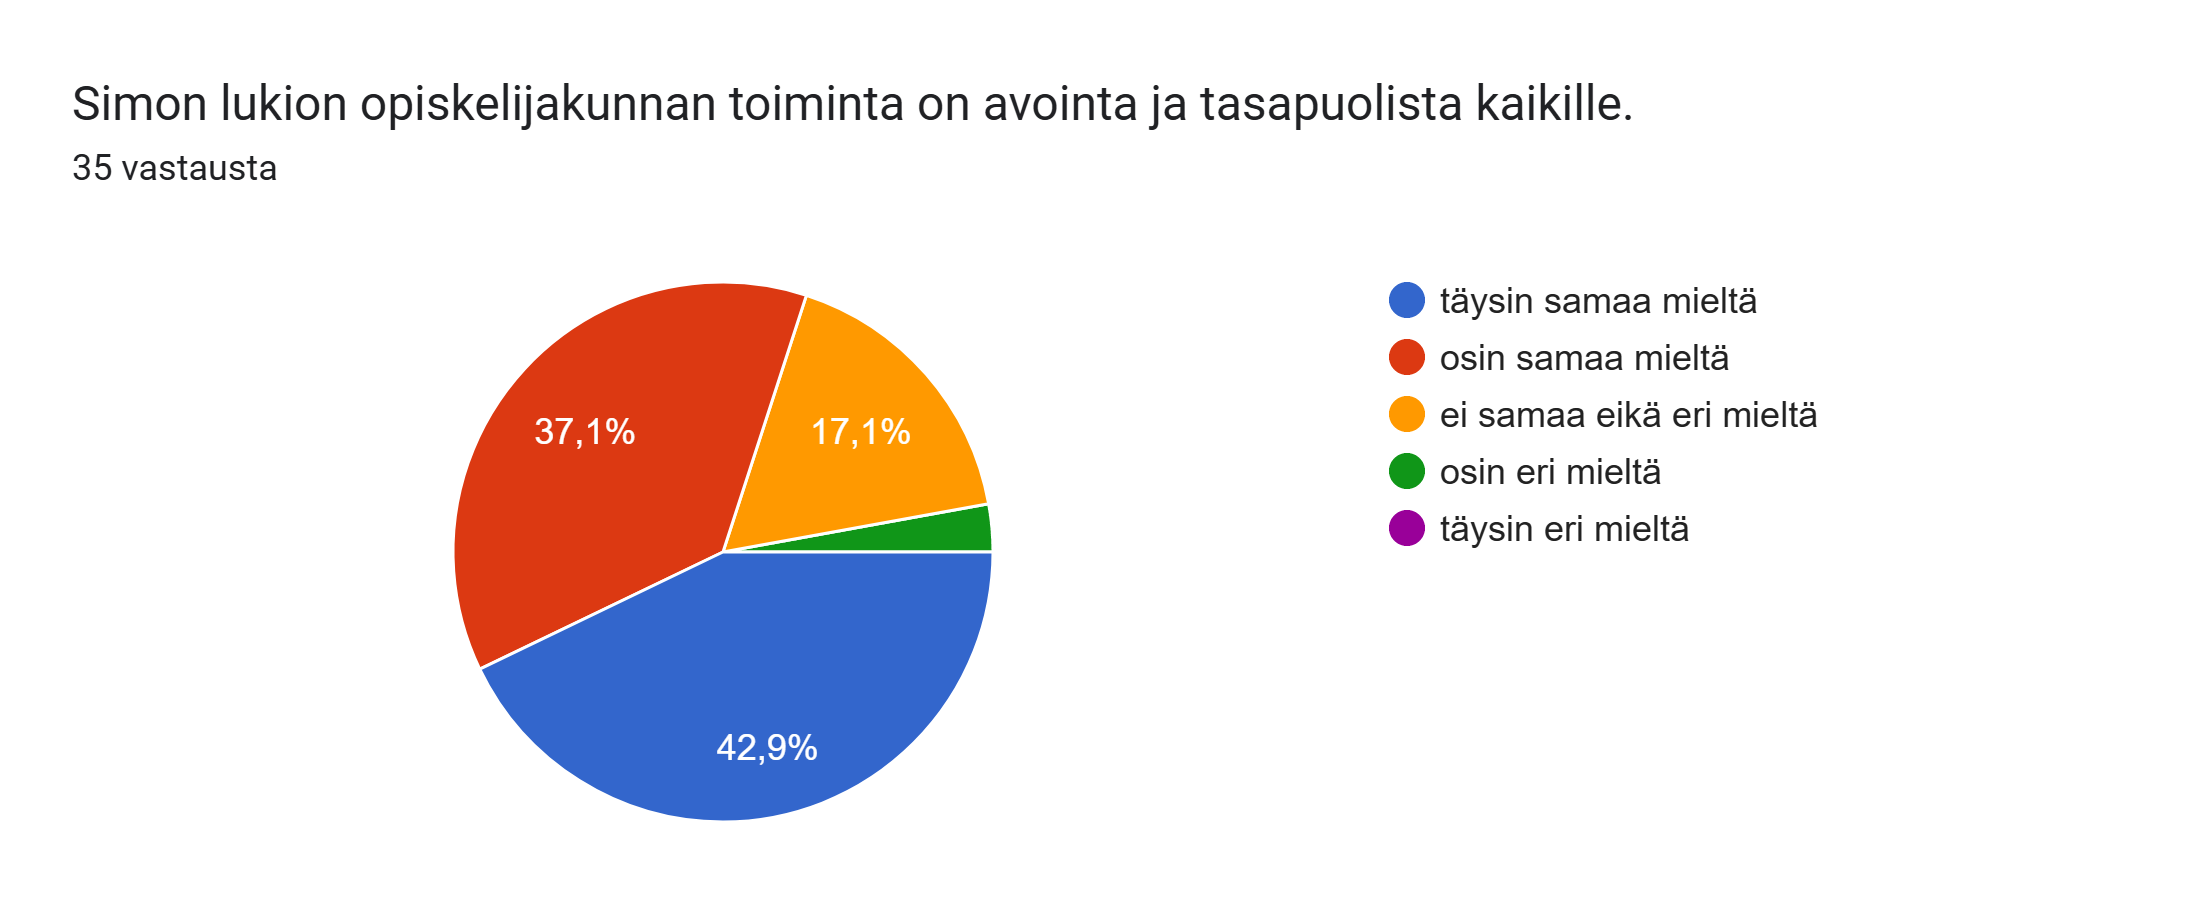 Simon lukion opiskelijakunnan toiminta on avointa ja tasapuolista kaikille.
35 vastausta
täysin samaa mieltä
osin samaa mieltä
ei samaa eikä eri mieltä
osin eri mieltä
täysin eri mieltä
37,1%
17,1%
42,9%